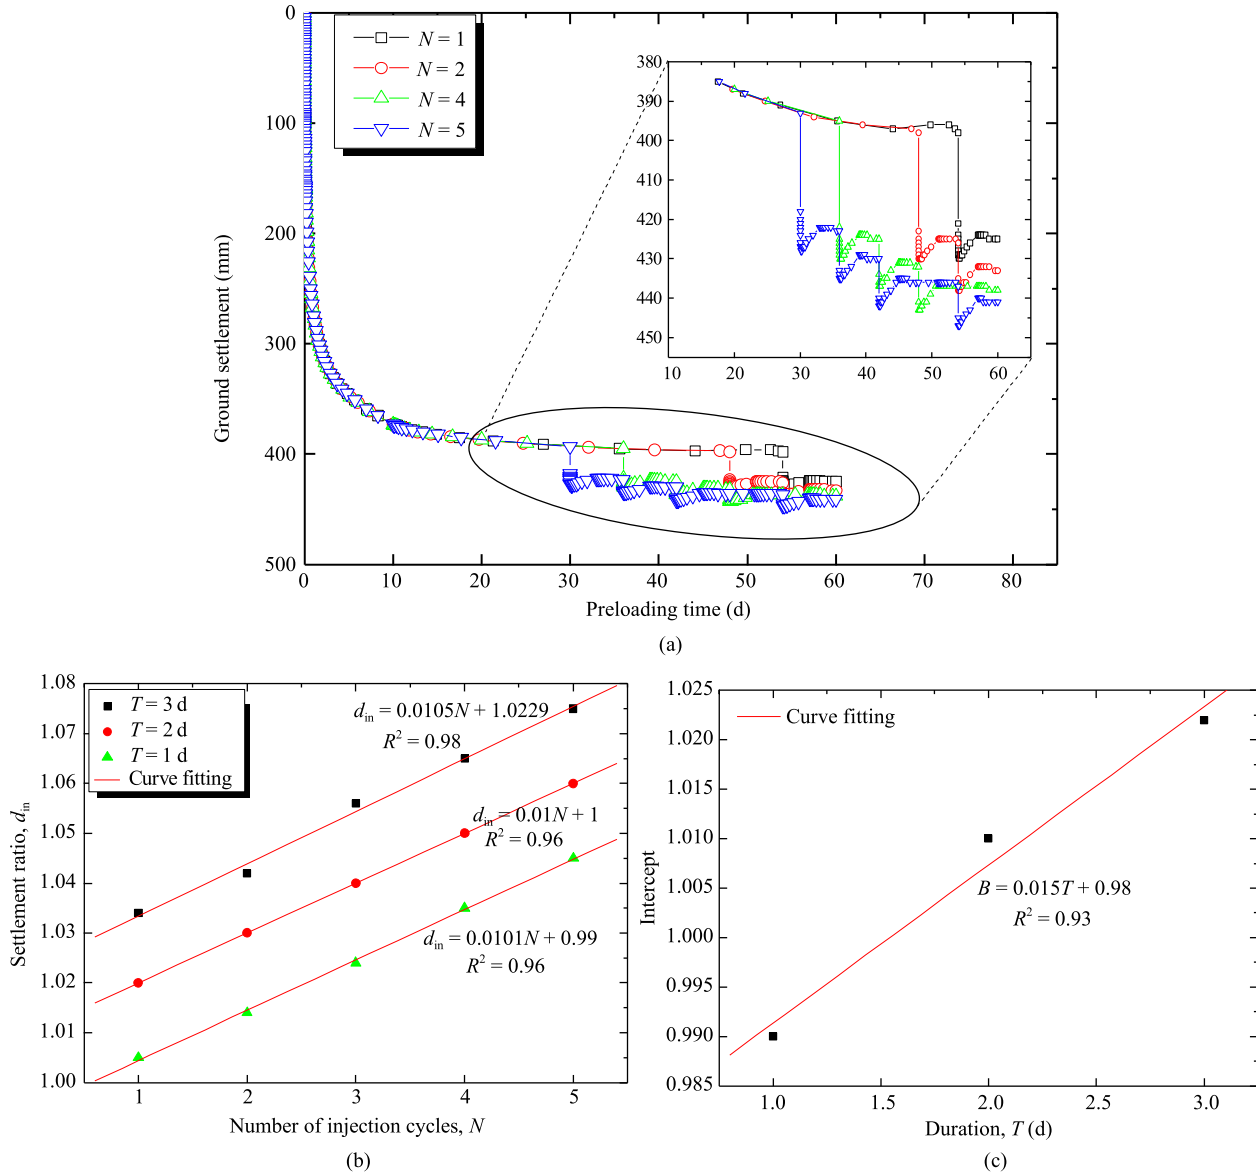 0
100
200
300
400
500
Ground settlement (mm)
N = 1
N = 2
N = 4
N = 5
380
390
400
410
420
430
440
450
10
20
30
40
50
60
0
10
20
30
40
50
60
70
80
Preloading time (d)
(a)
1.08
1.07
1.06
1.05
1.04
1.03
1.02
1.01
1.00
Settlement ratio, d_in
T = 3 d
T = 2 d
T = 1 d
Curve fitting
d_in = 0.0105N + 1.0229
R² = 0.98
d_in = 0.01N + 1
R² = 0.96
d_in = 0.0101N + 0.99
R² = 0.96
1
2
3
4
5
Number of injection cycles, N
(b)
1.025
1.020
1.015
1.010
1.005
1.000
0.995
0.990
0.985
Intercept
Curve fitting
B = 0.015T + 0.98
R² = 0.93
1.0
1.5
2.0
2.5
3.0
Duration, T (d)
(c)